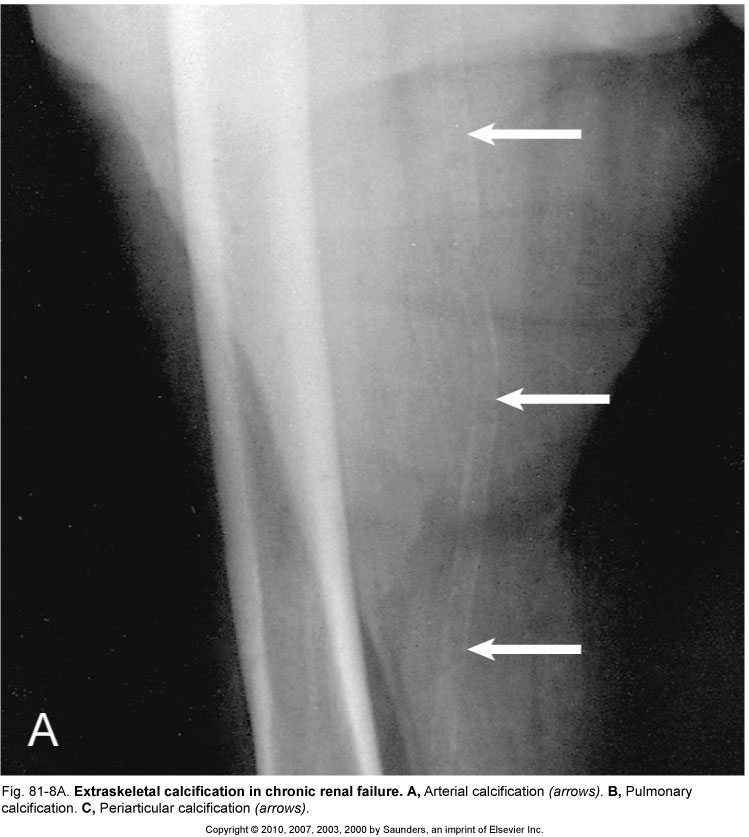 A
Fig. 81-8A. Extraskeletal calcification in chronic renal failure. A, Arterial calcification (arrows). B, Pulmonary
calcification. C, Periarticular calcification (arrows).
Copyright © 2010, 2007, 2003, 2000 by Saunders, an imprint of Elsevier Inc.